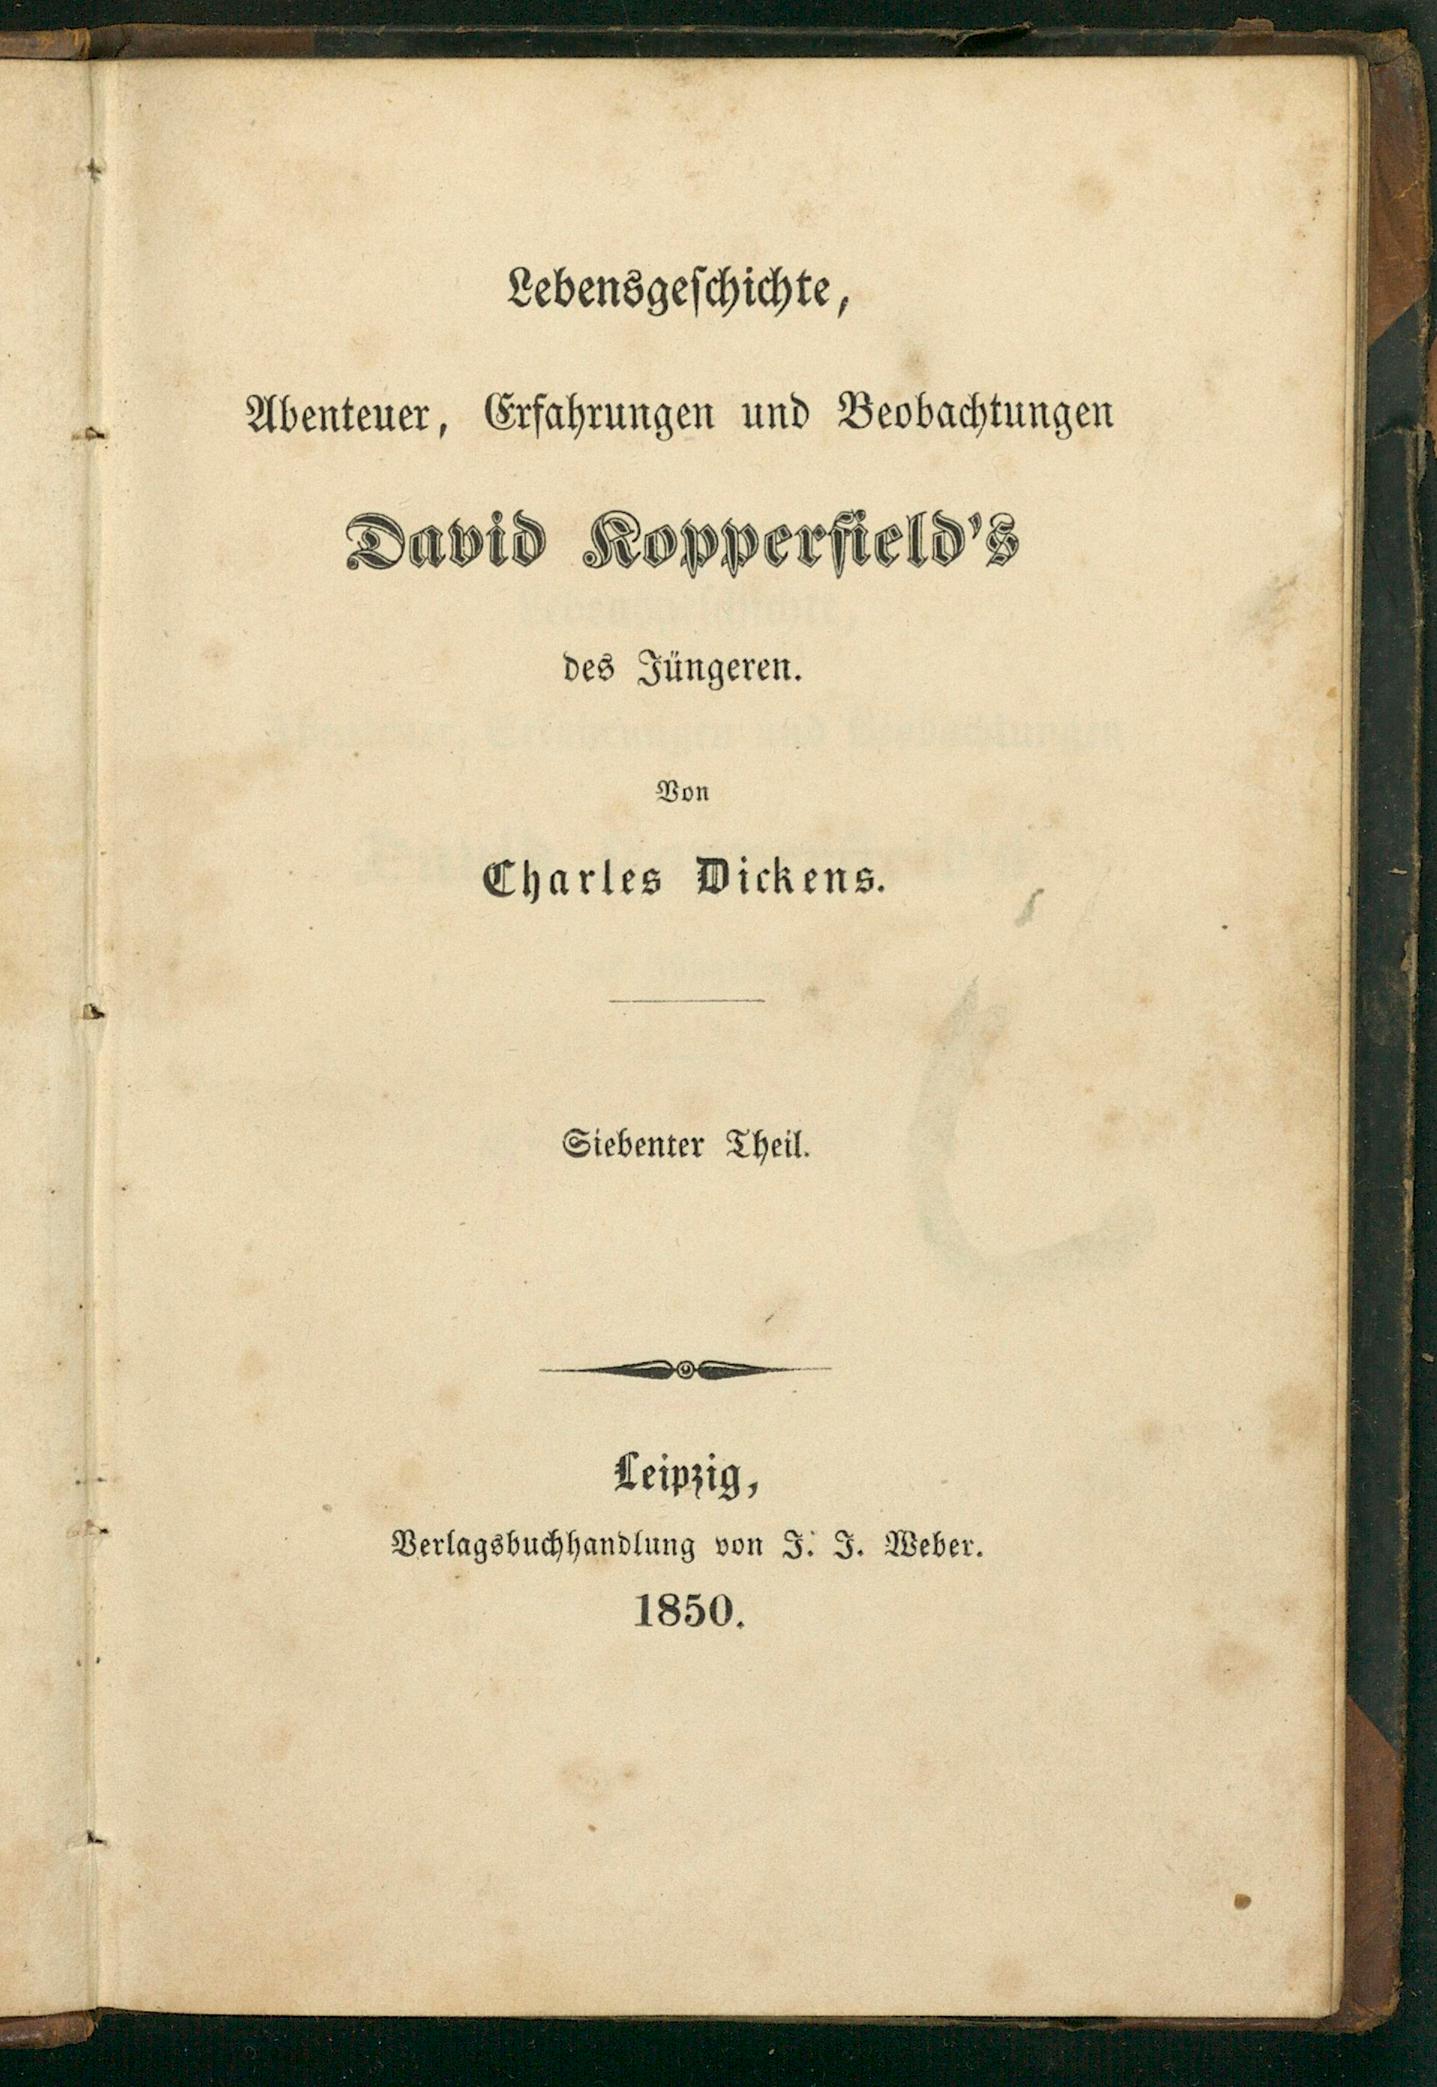 Lebensgeschichte,
Abenteuer, Erfahrungen und Beobachtungen
David Kopperfield's
des Jüngeren.
Von
Charles Dickens.
Siebenter Theil.
Leipzig,
Verlagsbuchhandlung von J. J. Weber.
1850.